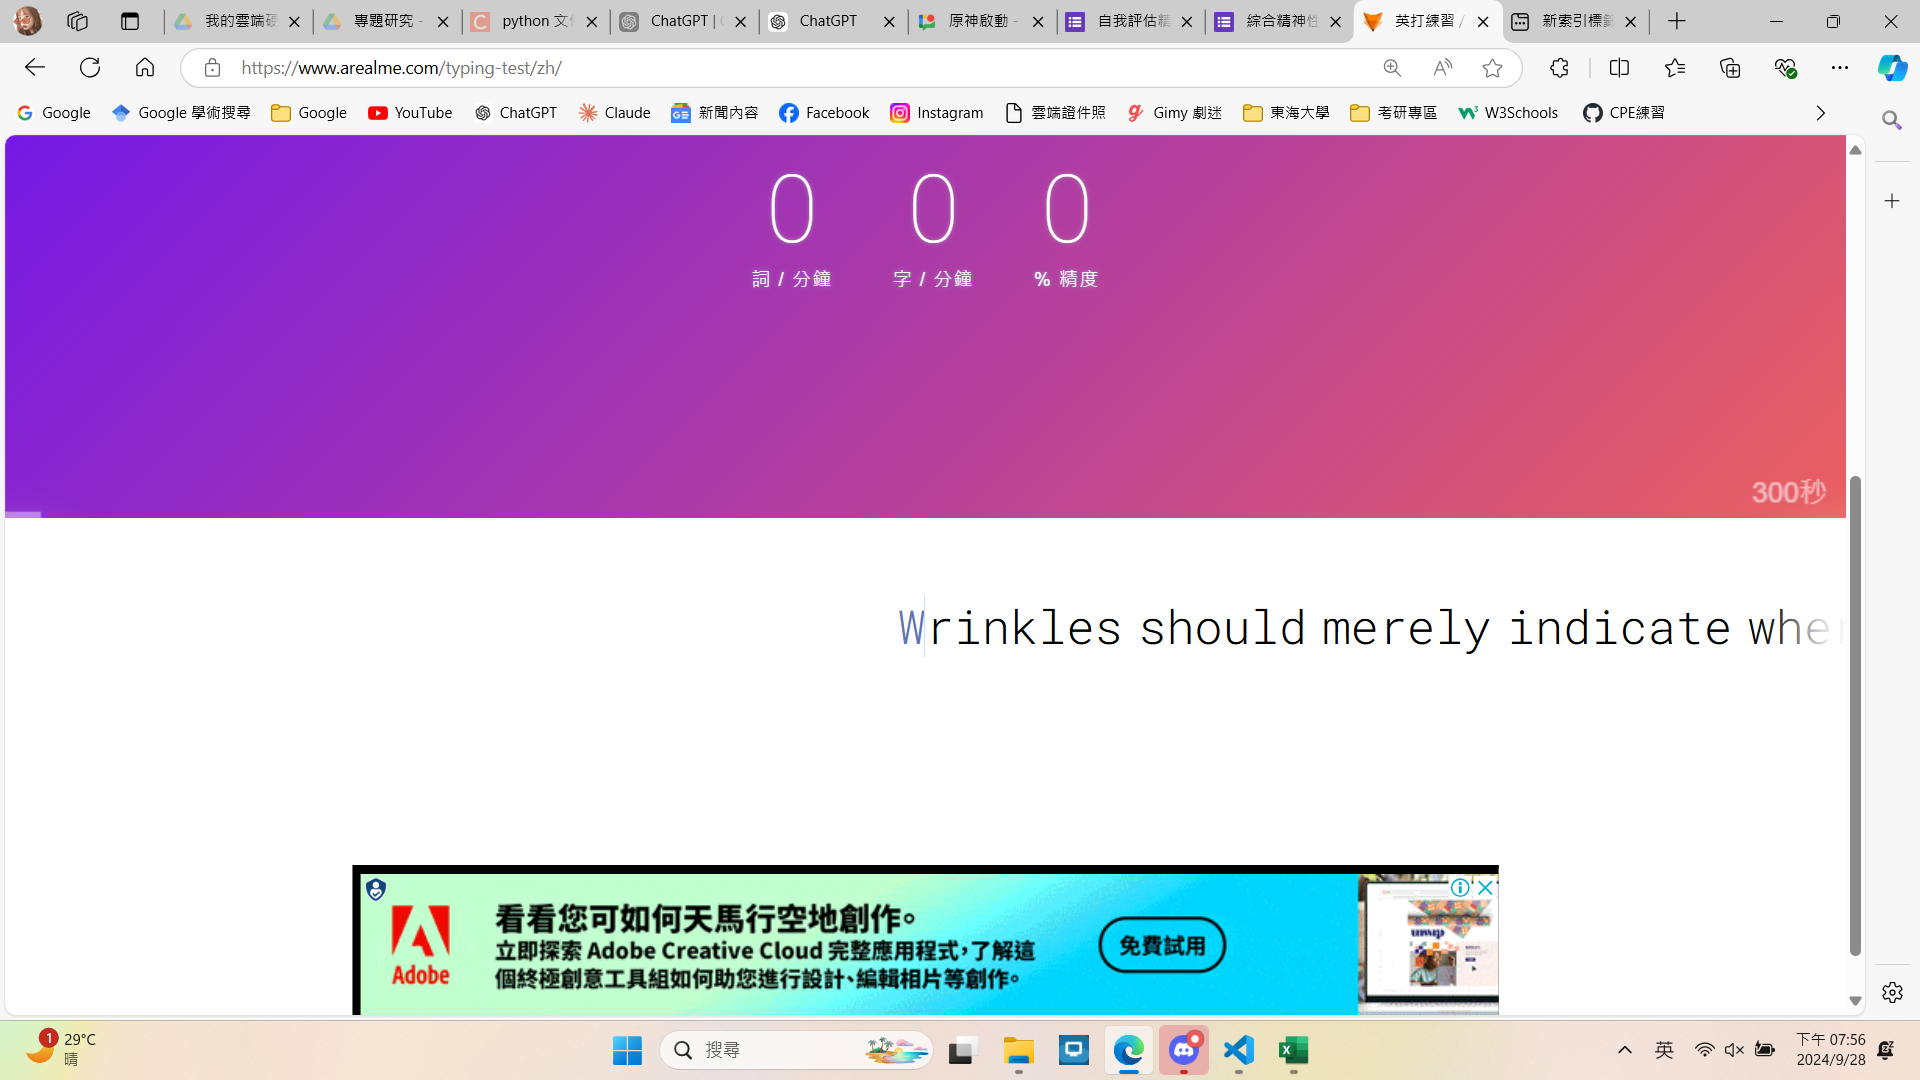 我的雲端硬
專題研究 -
python 文件
ChatGPT | 
ChatGPT
原神啟動 -
自我評估精
綜合精神性
英打練習 /
新索引標籤
https://www.arealme.com/typing-test/zh/
Google
Google 學術搜尋
Google
YouTube
ChatGPT
Claude
新聞內容
Facebook
Instagram
雲端證件照
Gimy 劇迷
東海大學
考研專區
W3Schools
CPE練習
0 0 0
詞 / 分鐘 字 / 分鐘 % 精度
300秒
Wrinkles should merely indicate wher
看看您可如何天馬行空地創作。
立即探索 Adobe Creative Cloud 完整應用程式，了解這
個終極創意工具組如何助您進行設計、編輯相片等創作。
Adobe
免費試用
1
29°C
晴
搜尋
英
下午 07:56
2024/9/28